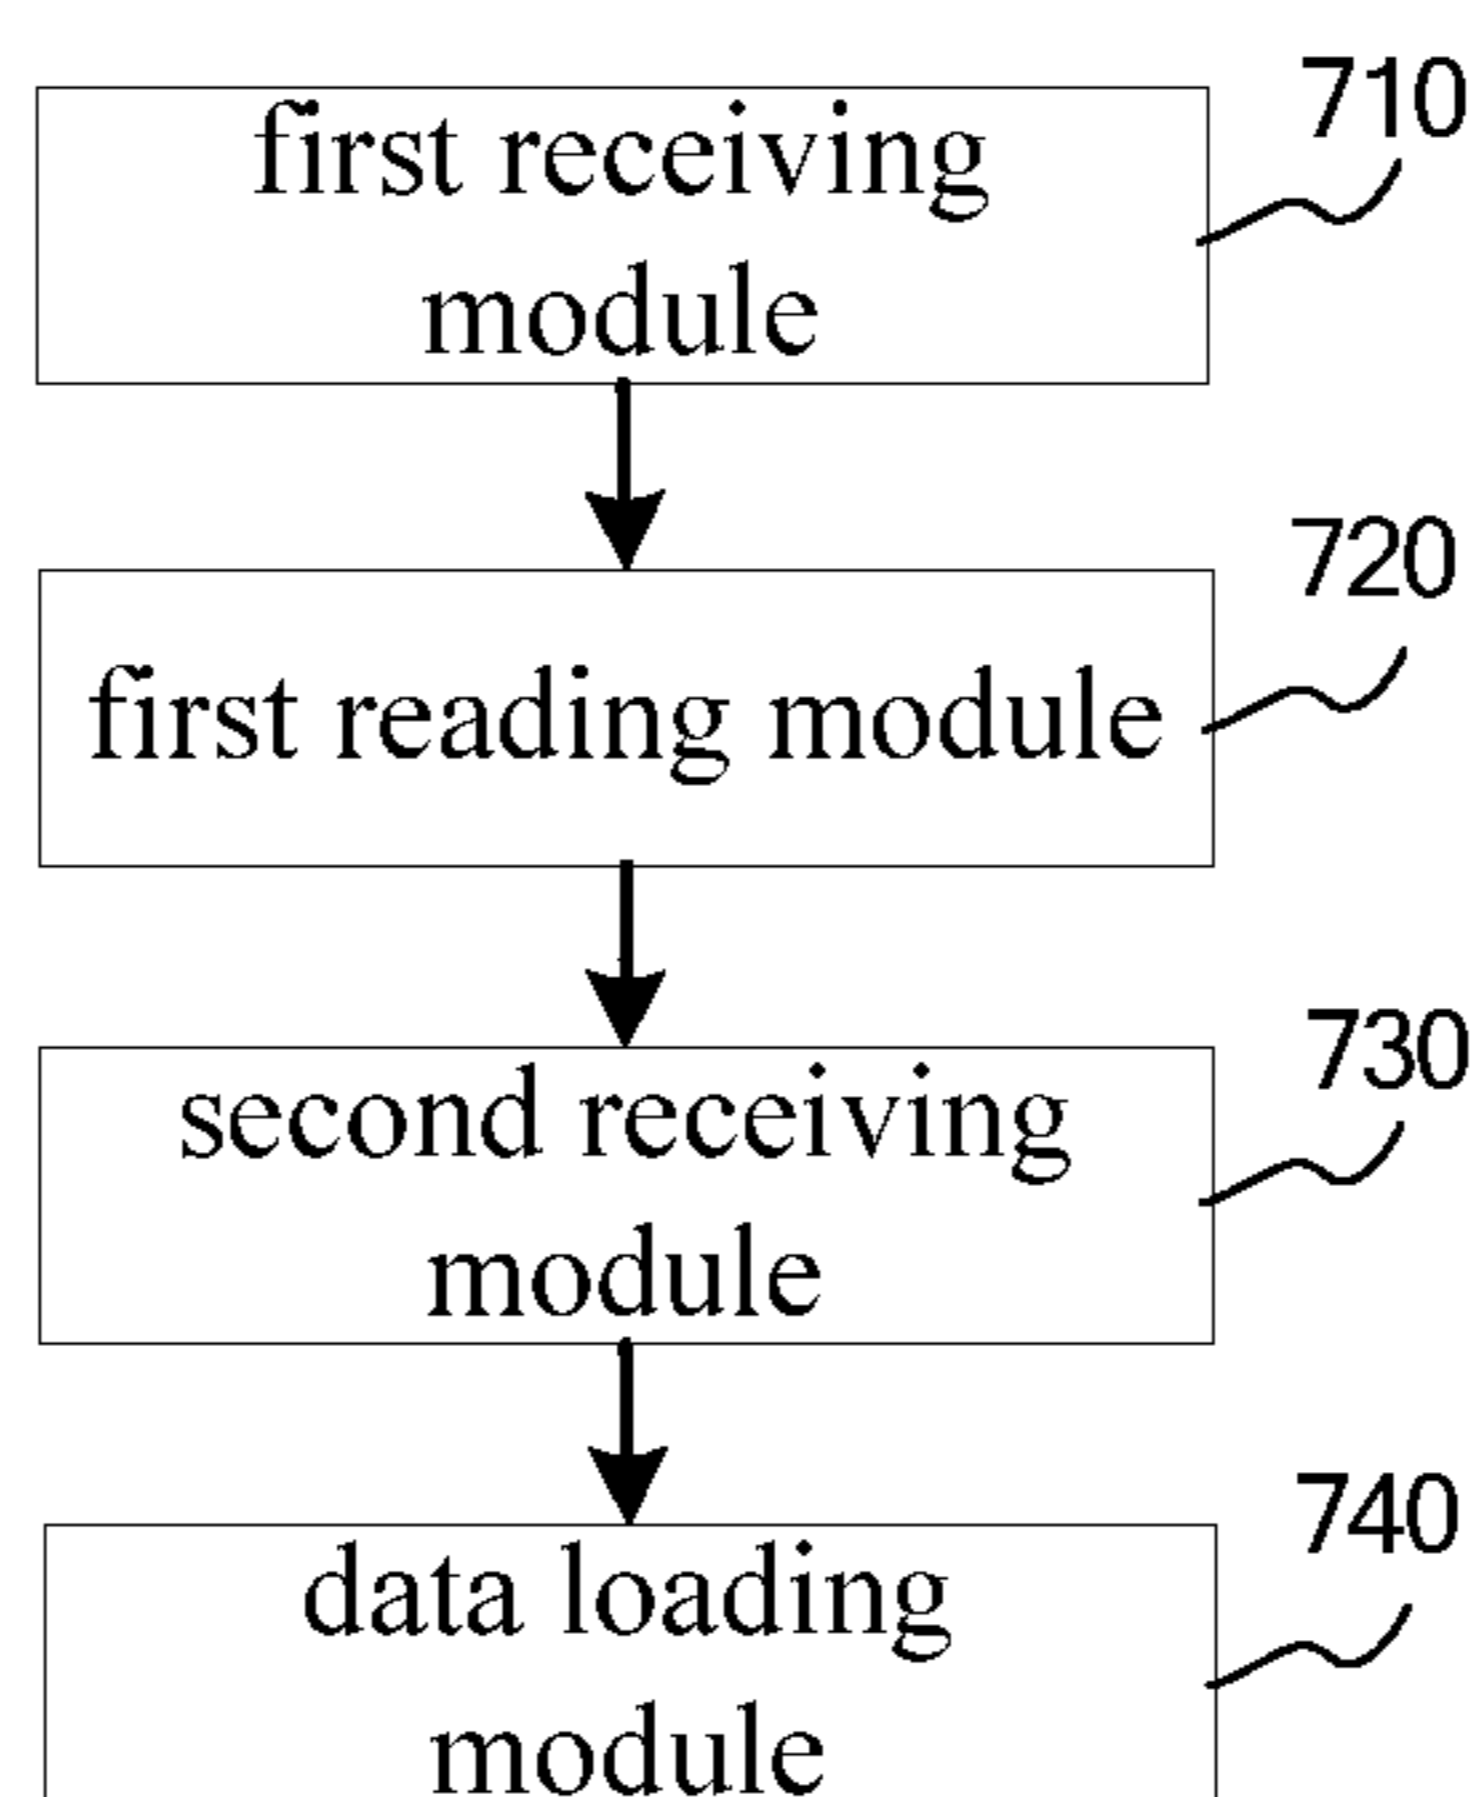 710
first receiving
module
720
first reading module
730
second receiving
module
740
data loading
module